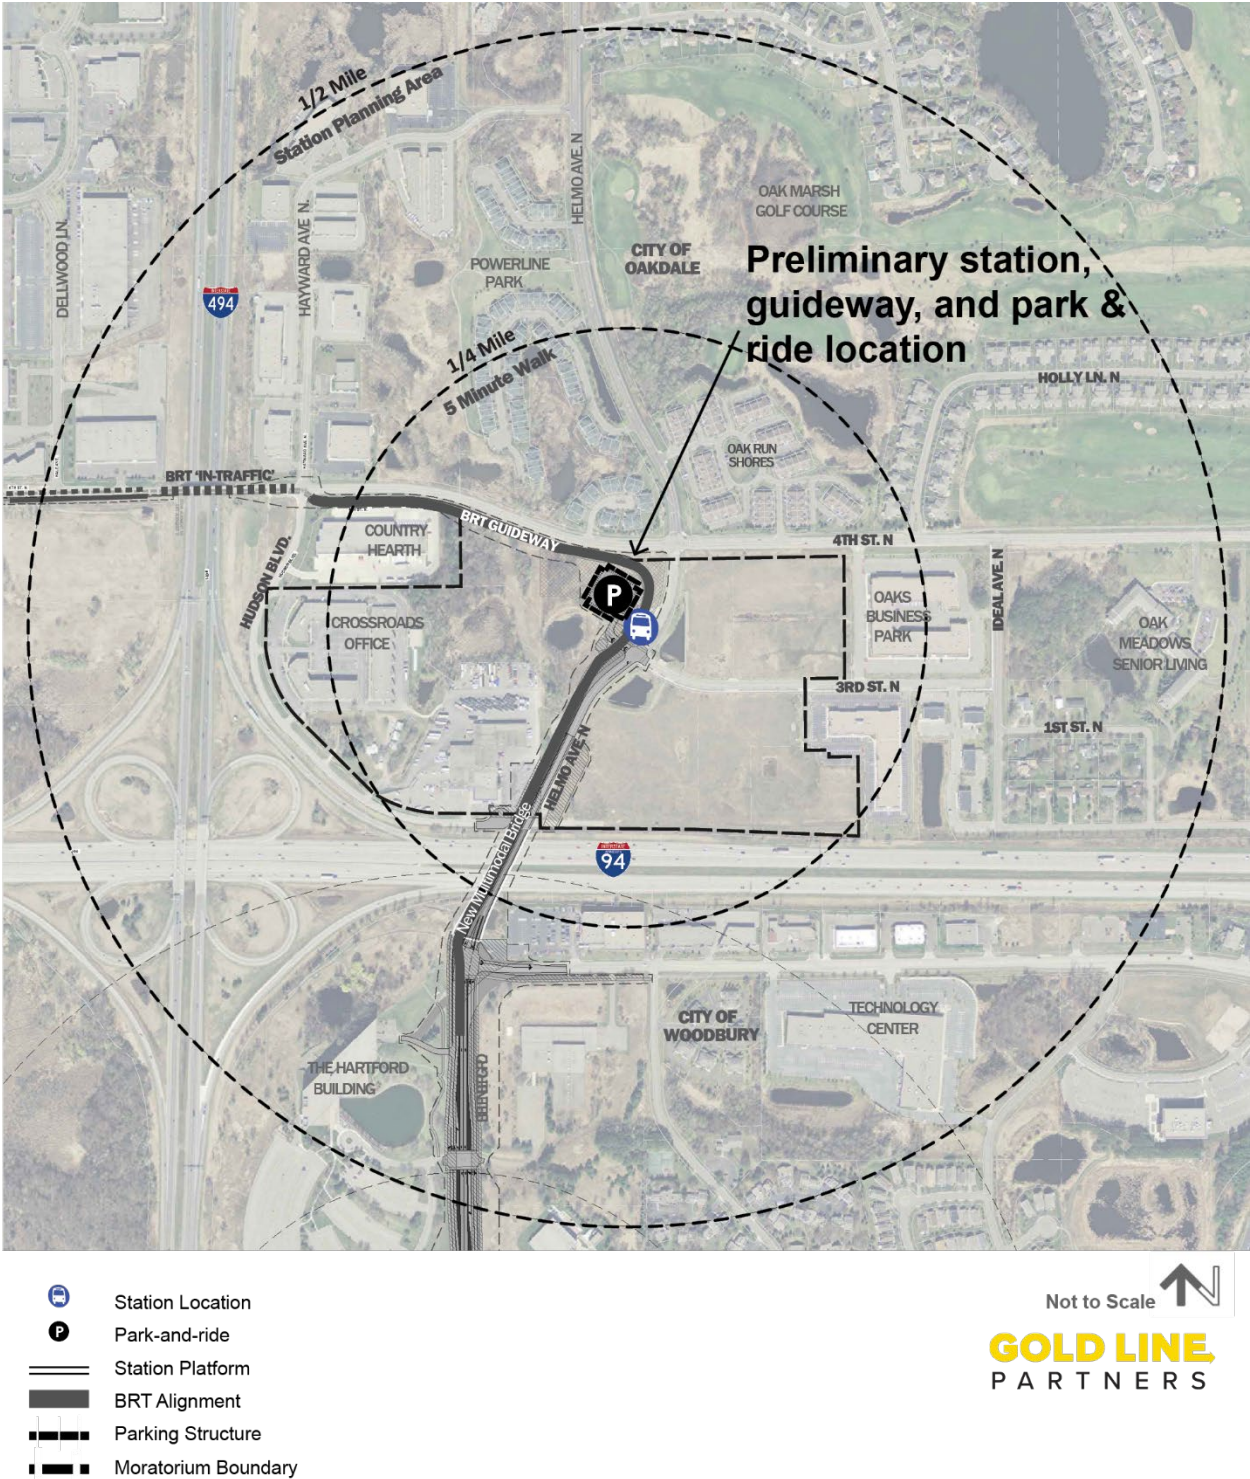 1/2 Mile
Station Planning Area
HELMO AVE. N
DELLWOOD LN.
HAYWARD AVE N.
OAK MARSH
GOLF COURSE
CITY OF
OAKDALE
POWERLINE
PARK
494
Preliminary station,
guideway, and park &
ride location
1/4 Mile
5 Minute Walk
HOLLY LN. N
OAK RUN
SHORES
BRT 'IN-TRAFFIC'
BRT GUIDEWAY
COUNTRY
HEARTH
4TH ST. N
HUDSON BLVD.
IDEAL AVE. N
P
CROSSROADS
OFFICE
OAKS
BUSINESS
PARK
OAK
MEADOWS
SENIOR LIVING
3RD ST. N
1ST ST. N
HELMO AVE. N
New Multimodal Bridge
94
CITY OF
WOODBURY
TECHNOLOGY
CENTER
THE HARTFORD
BUILDING
Station Location
P
Park-and-ride
Station Platform
BRT Alignment
Parking Structure
Moratorium Boundary
Not to Scale
N
GOLD LINE
PARTNERS